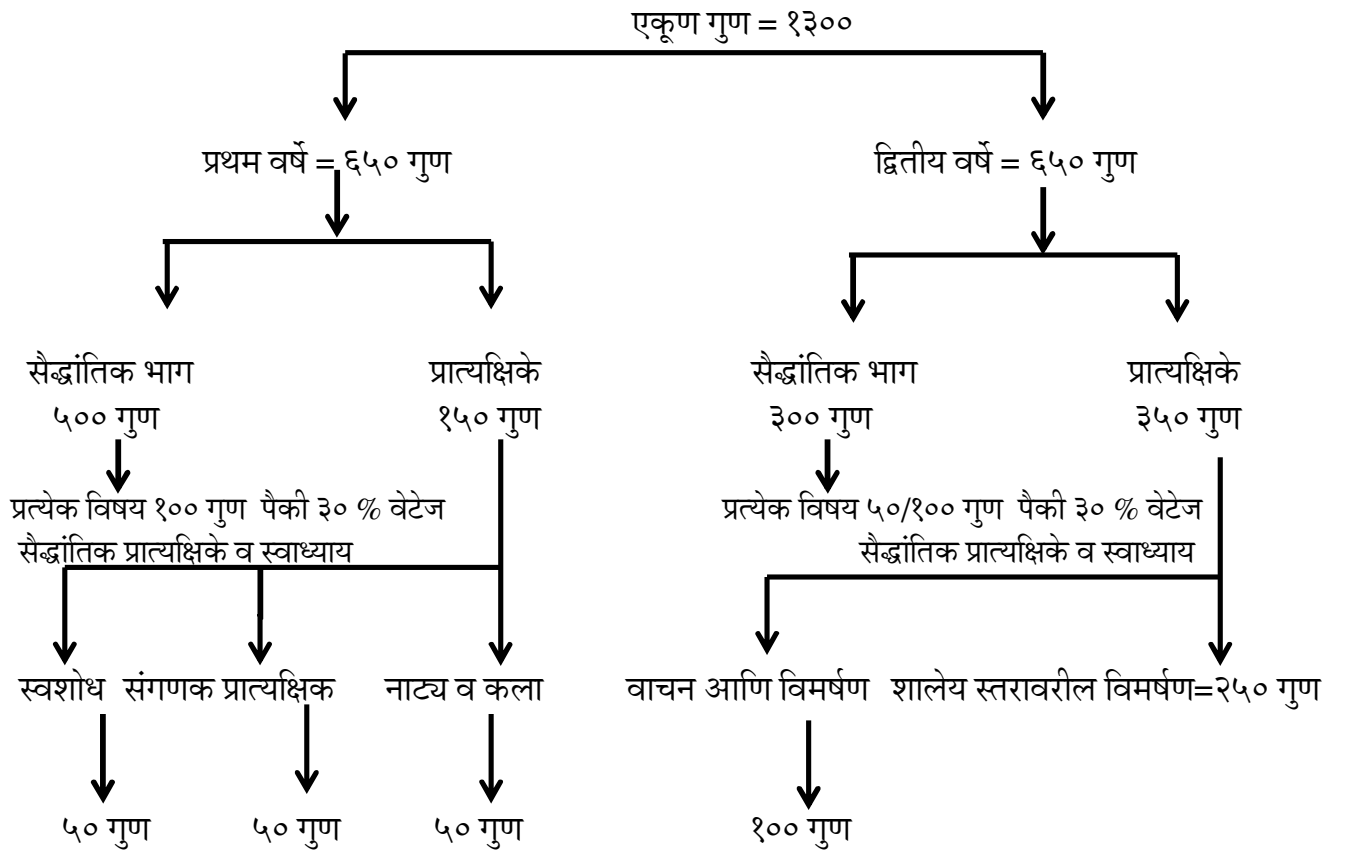 एकूण गुण = १३००
प्रथम वर्षे = ६५० गुण
द्वितीय वर्षे = ६५० गुण
सैद्धांतिक भाग
५०० गुण
प्रात्यक्षिके
१५० गुण
सैद्धांतिक भाग
३०० गुण
प्रात्यक्षिके
३५० गुण
प्रत्येक विषय १०० गुण पैकी ३० % वेटेज
सैद्धांतिक प्रात्यक्षिके व स्वाध्याय
प्रत्येक विषय ५०/१०० गुण पैकी ३० % वेटेज
सैद्धांतिक प्रात्यक्षिके व स्वाध्याय
स्वशोध
संगणक प्रात्यक्षिक
नाट्य व कला
वाचन आणि विमर्षण
शालेय स्तरावरील विमर्षण=२५० गुण
५० गुण
५० गुण
५० गुण
१०० गुण